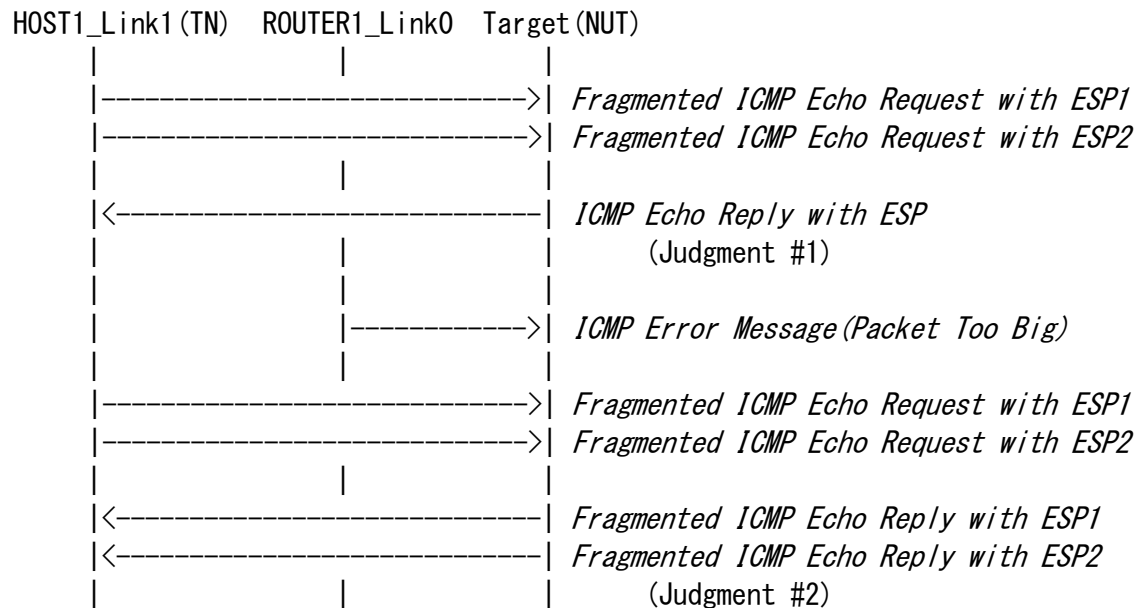 HOST1_Link1(TN) ROUTER1_Link0 Target(NUT)
Fragmented ICMP Echo Request with ESP1
Fragmented ICMP Echo Request with ESP2
ICMP Echo Reply with ESP
(Judgment #1)
ICMP Error Message(Packet Too Big)
Fragmented ICMP Echo Request with ESP1
Fragmented ICMP Echo Request with ESP2
Fragmented ICMP Echo Reply with ESP1
Fragmented ICMP Echo Reply with ESP2
(Judgment #2)